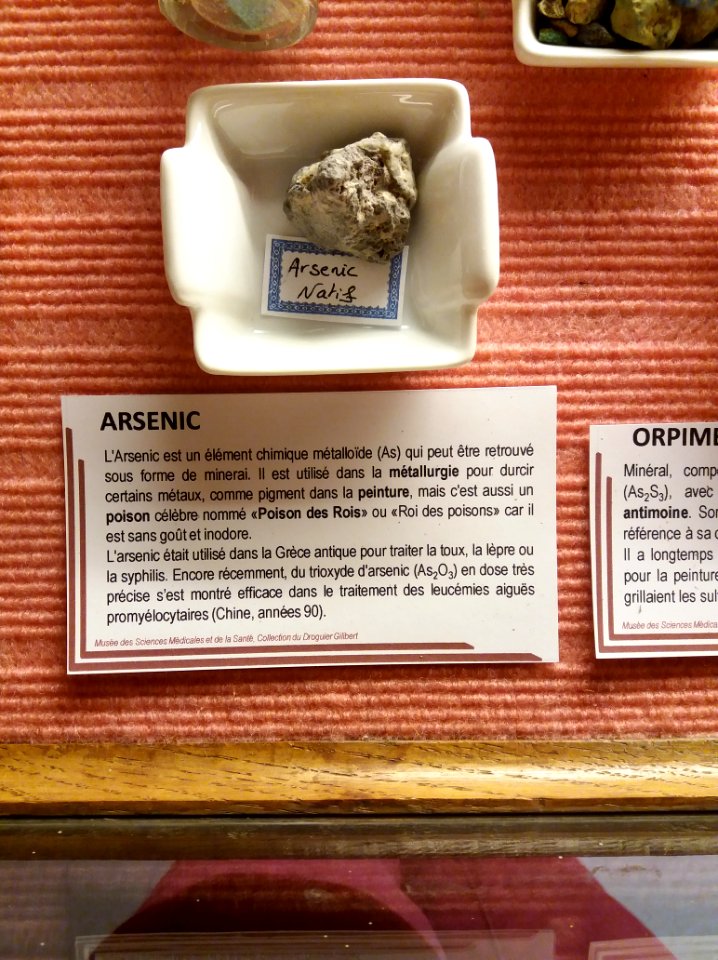 Arsenic
Natif
ARSENIC
L'Arsenic est un élément chimique métalloïde (As) qui peut être retrouvé
sous forme de minerai. Il est utilisé dans la métallurgie pour durcir
certains métaux, comme pigment dans la peinture, mais c'est aussi un
poison célèbre nommé «Poison des Rois» ou «Roi des poisons» car il
est sans goût et inodore.
L'arsenic était utilisé dans la Grèce antique pour traiter la toux, la lèpre ou
la syphilis. Encore récemment, du trioxyde d'arsenic (As₂O₃) en dose très
précise s'est montré efficace dans le traitement des leucémies aiguës
promyélocytaires (Chine, années 90).
Musée des Sciences Médicales et de la Santé, Collection du Droguier Gilbert
ORPIME
Minéral, comp
(As₂S₃), avec
antimoine. Son
référence à sa c
Il a longtemps
pour la peinture
grillaient les sulf
Musée des Sciences Médica